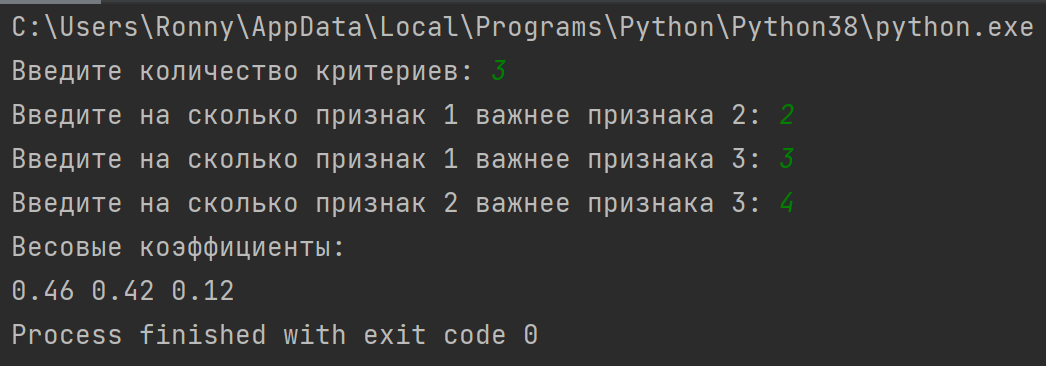 C:\Users\Ronny\AppData\Local\Programs\Python\Python38\python.exe
Введите количество критериев: 3
Введите на сколько признак 1 важнее признака 2: 2
Введите на сколько признак 1 важнее признака 3: 3
Введите на сколько признак 2 важнее признака 3: 4
Весовые коэффициенты:
0.46 0.42 0.12
Process finished with exit code 0